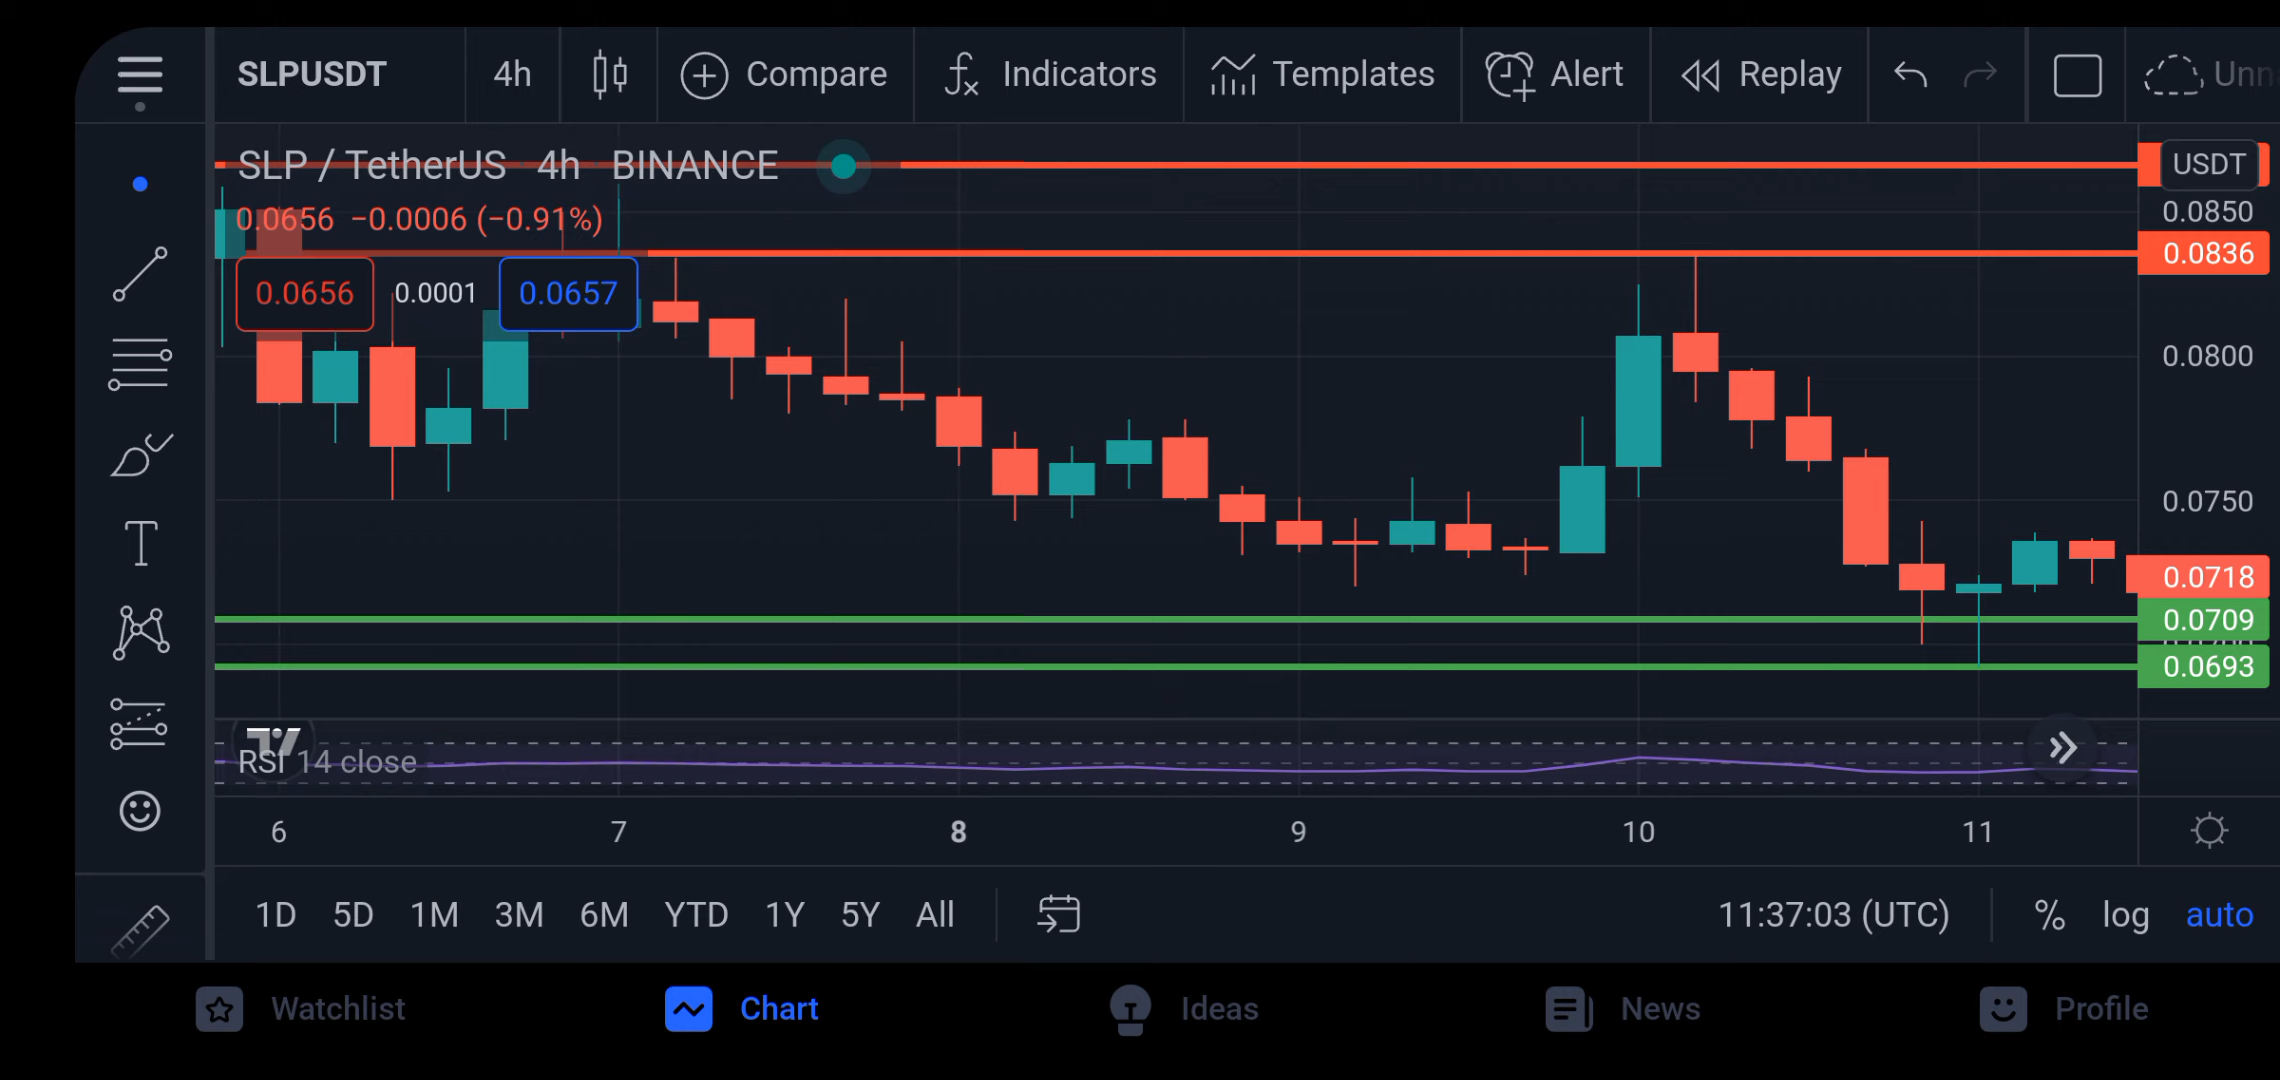 SLPUSDT 4h Compare Indicators Templates Alert Replay
SLP / TetherUS 4h BINANCE
USDT
0.0656 −0.0006 (−0.91%)
0.0850
0.0836
0.0656 0.0001 0.0657
0.0800
0.0750
0.0718
0.0709
0.0693
RSI 14 close
6 7 8 9 10 11
1D 5D 1M 3M 6M YTD 1Y 5Y All 11:37:03 (UTC) % log auto
Watchlist Chart Ideas News Profile